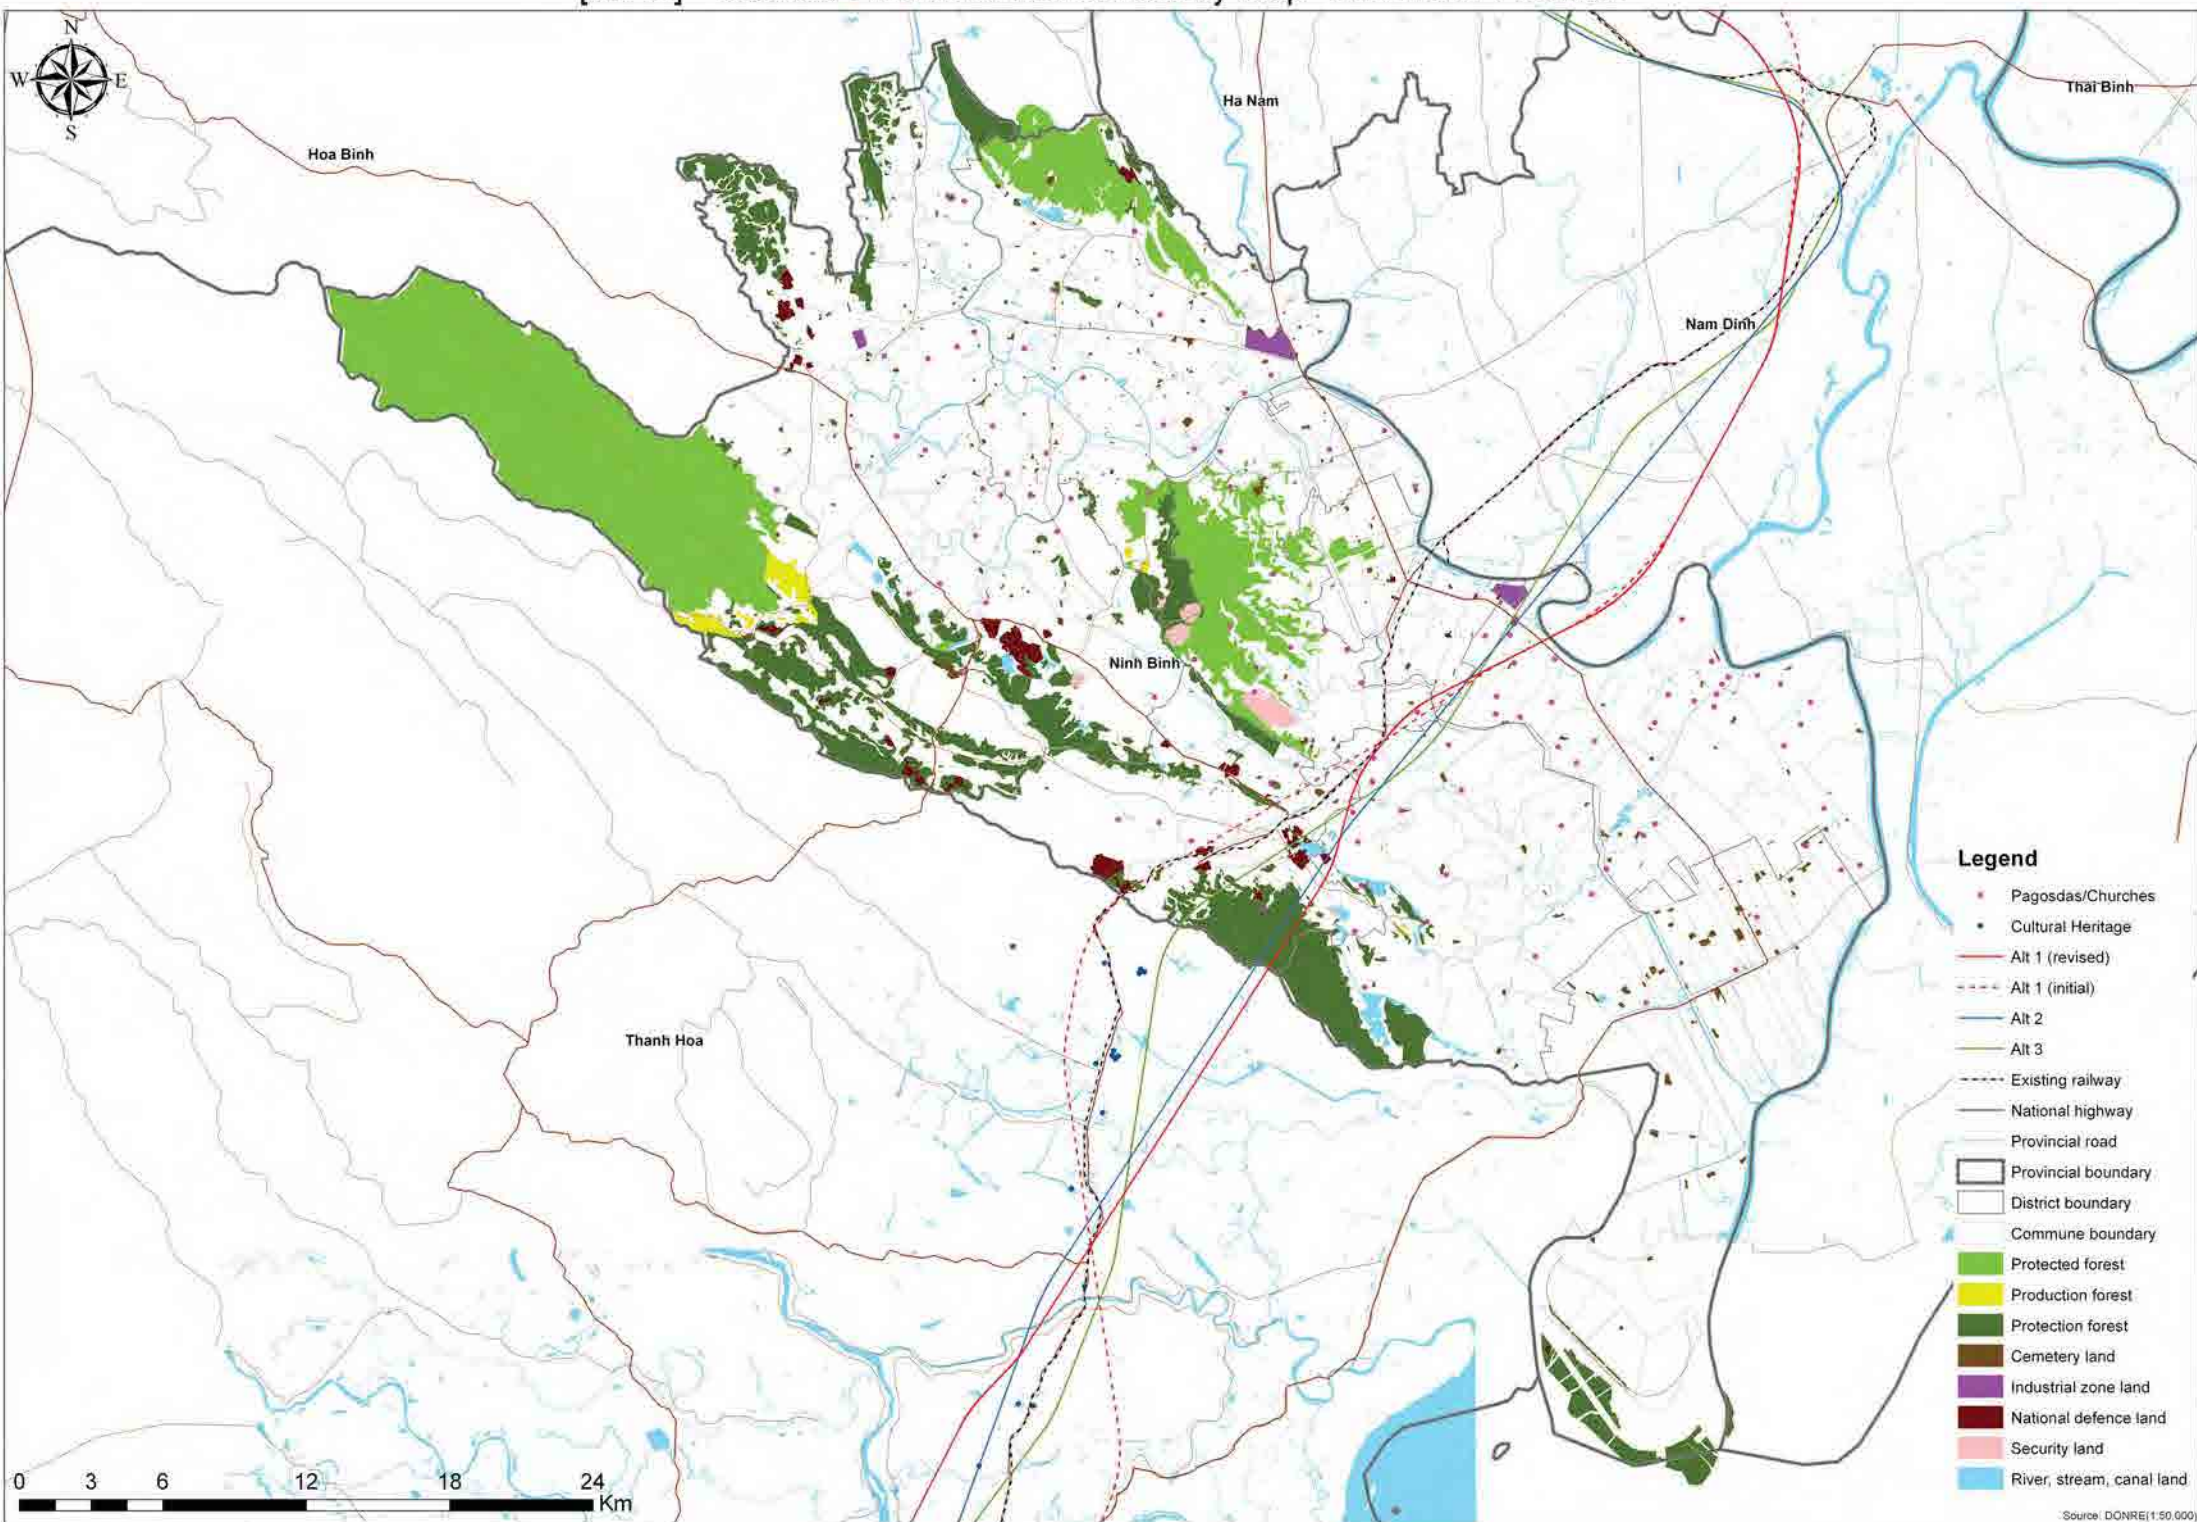 N
W E
S
Hoa Binh
Ha Nam
Thai Binh
Nam Dinh
Ninh Binh
Thanh Hoa
Legend
Pagosdas/Churches
Cultural Heritage
Alt 1 (revised)
Alt 1 (initial)
Alt 2
Alt 3
Existing railway
National highway
Provincial road
Provincial boundary
District boundary
Commune boundary
Protected forest
Production forest
Protection forest
Cemetery land
Industrial zone land
National defence land
Security land
River, stream, canal land
0 3 6 12 18 24
Km
Source: DONRE(1:50,000)